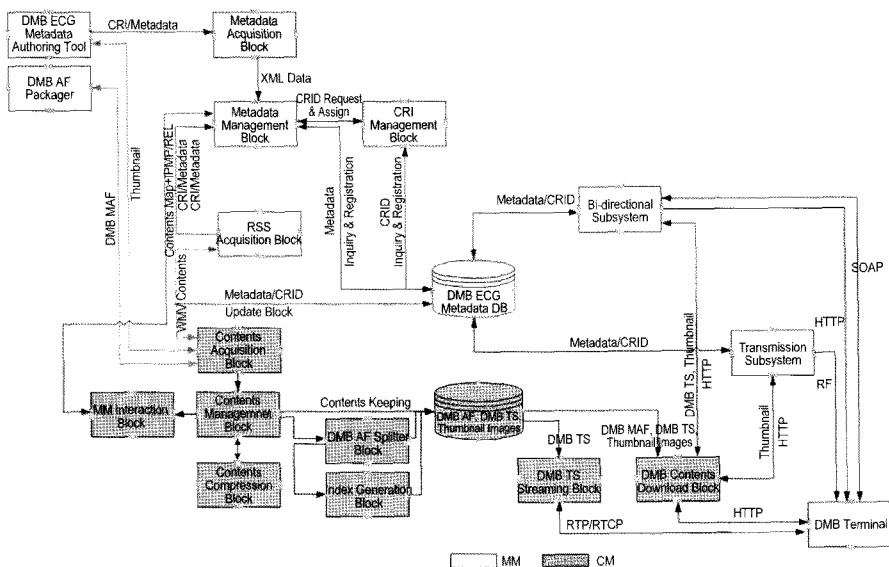 DMB ECG
Metadata
Authoring Tool
CRI/Metadata
Metadata
Acquisition
Block
DMB AF
Packager
XML Data
Metadata
Management
Block
CRID Request
& Assign
CRI
Management
Block
Thumbnail
DMB MAF
Contents Map+IPMP/REL
CRI/Metadata
CRI/Metadata
Metadata
Inquiry & Registration
CRID
Inquiry & Registration
RSS
Acquisition Block
WMV Contents
Metadata/CRID
Update Block
DMB ECG
Metadata DB
Metadata/CRID
Bi-directional
Subsystem
SOAP
HTTP
Metadata/CRID
Transmission
Subsystem
RF
DMB TS, Thumbnail
HTTP
Thumbnail
HTTP
Contents
Acquisition
Block
MM Interaction
Block
Contents
Managemnet
Block
Contents Keeping
DMB AF, DMB TS,
Thumbnail Images
DMB AF Splitter
Block
Contents
Compression
Block
Index Generation
Block
DMB TS
DMB MAF, DMB TS,
Thumbnail Images
DMB TS
Streaming Block
DMB Contents
Download Block
RTP/RTCP
HTTP
DMB Terminal
MM
CM